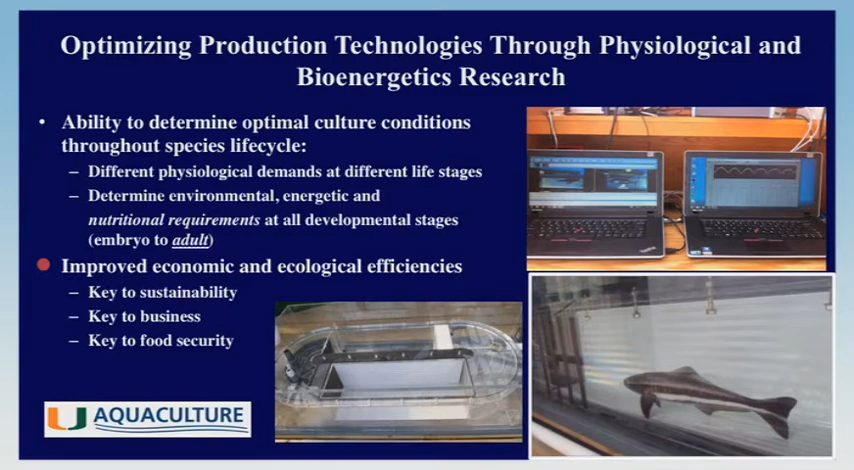 Optimizing Production Technologies Through Physiological and
Bioenergetics Research
• Ability to determine optimal culture conditions
throughout species lifecycle:
– Different physiological demands at different life stages
– Determine environmental, energetic and
nutritional requirements at all developmental stages
(embryo to adult)
Improved economic and ecological efficiencies
– Key to sustainability
– Key to business
– Key to food security
U AQUACULTURE
ThinkPad